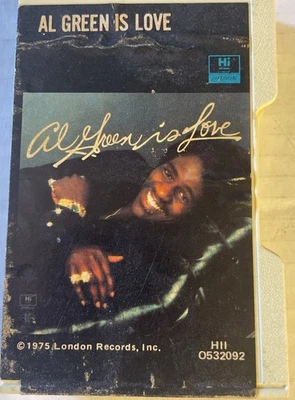 AL GREEN IS LOVE
Hi
Al Green is Love
Hi
©1975 London Records, Inc.
HII
0532092